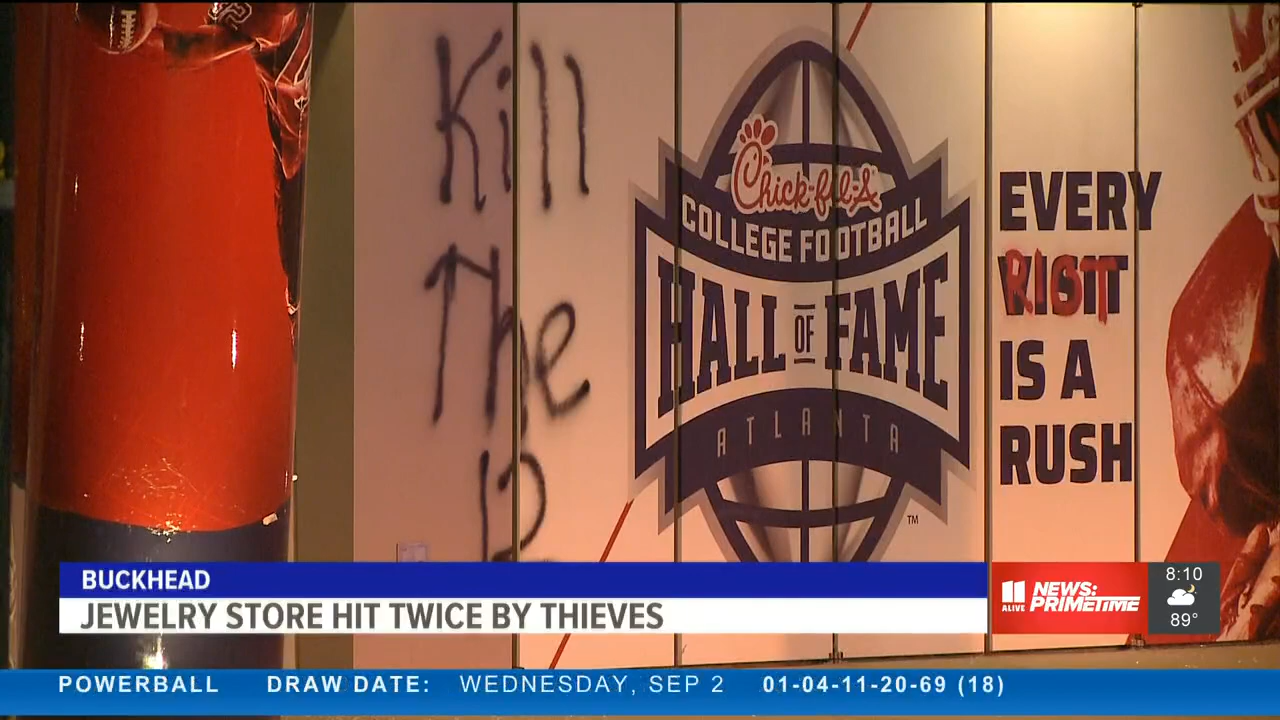 Kill
The
12
Chick-fil-A
COLLEGE FOOTBALL
HALL OF FAME
ATLANTA
TM
EVERY
RIOT
IS A
RUSH
BUCKHEAD
JEWELRY STORE HIT TWICE BY THIEVES
11 ALIVE NEWS: PRIMETIME
8:10
89°
POWERBALL DRAW DATE: WEDNESDAY, SEP 2 01-04-11-20-69 (18)